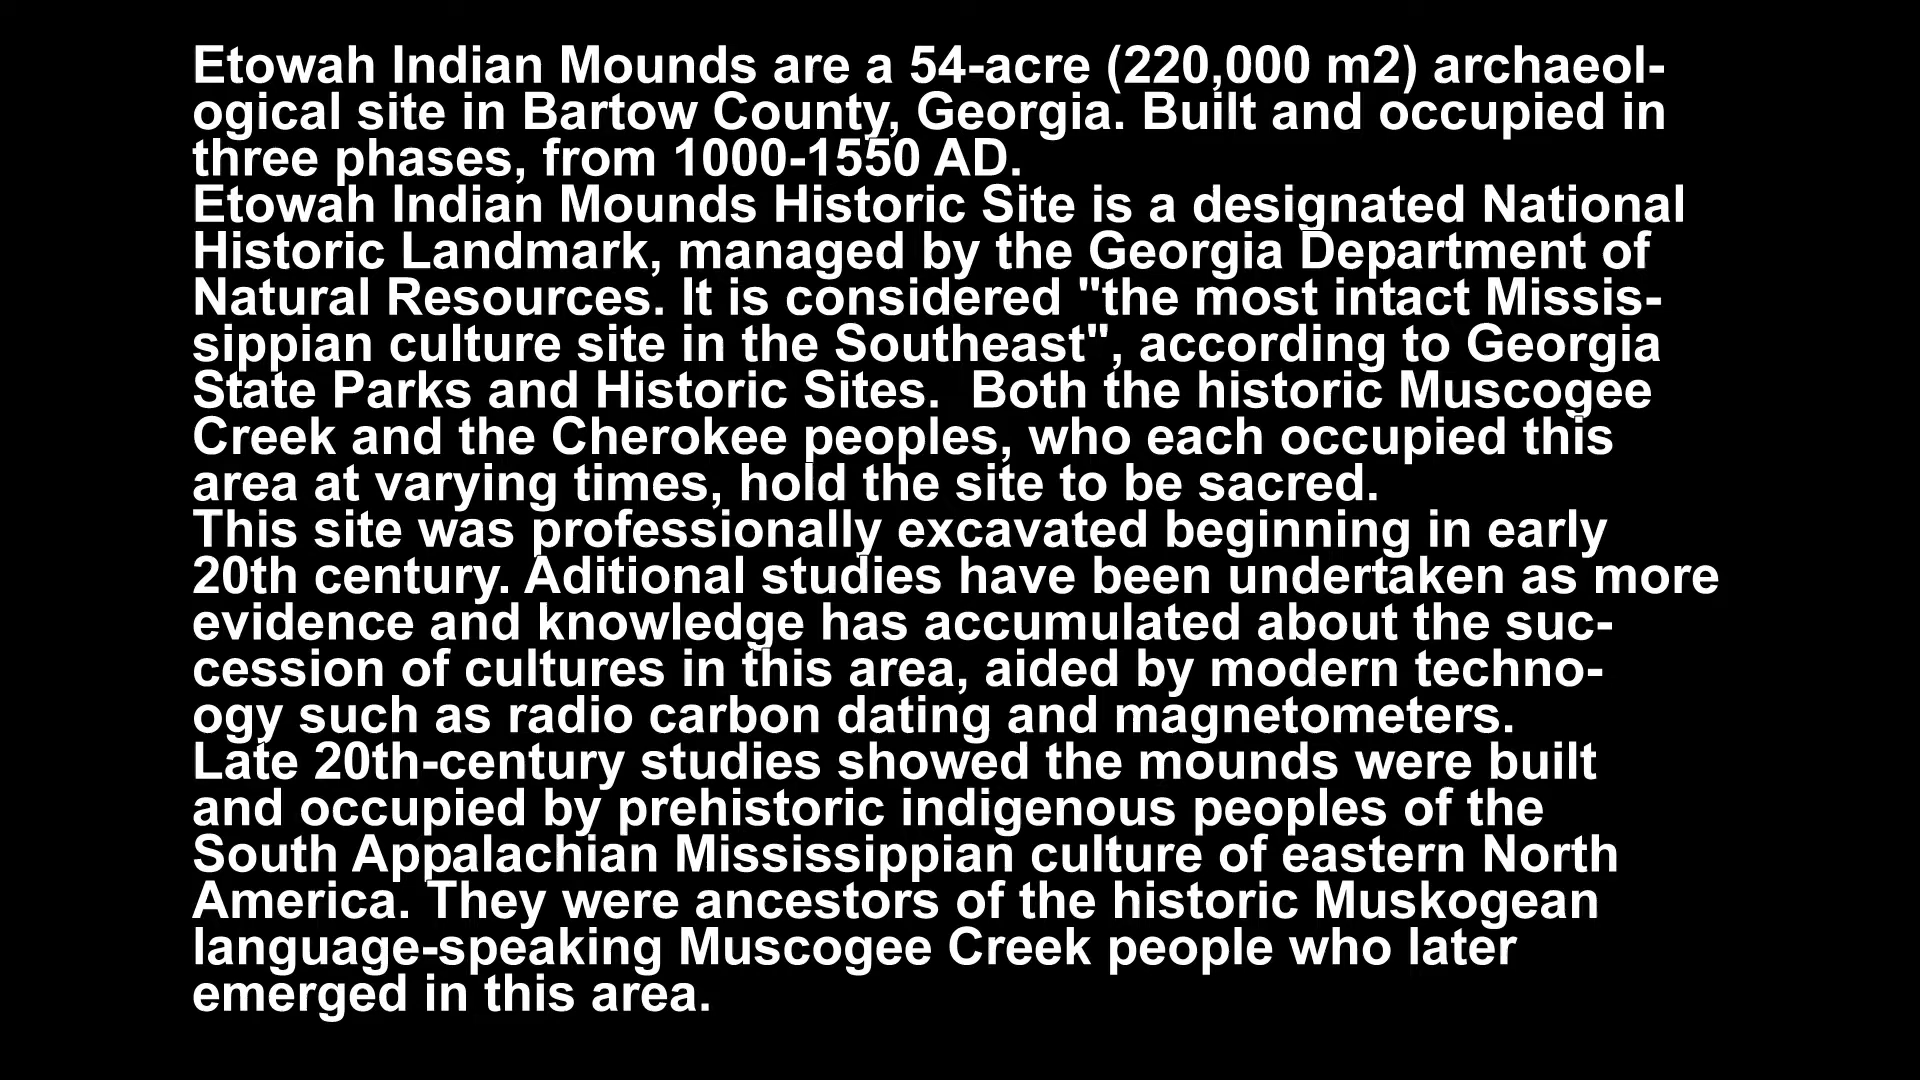 Etowah Indian Mounds are a 54-acre (220,000 m2) archaeol-
ogical site in Bartow County, Georgia. Built and occupied in
three phases, from 1000-1550 AD.
Etowah Indian Mounds Historic Site is a designated National
Historic Landmark, managed by the Georgia Department of
Natural Resources. It is considered "the most intact Missis-
sippian culture site in the Southeast", according to Georgia
State Parks and Historic Sites.  Both the historic Muscogee
Creek and the Cherokee peoples, who each occupied this
area at varying times, hold the site to be sacred.
This site was professionally excavated beginning in early
20th century. Aditional studies have been undertaken as more
evidence and knowledge has accumulated about the suc-
cession of cultures in this area, aided by modern techno-
ogy such as radio carbon dating and magnetometers.
Late 20th-century studies showed the mounds were built
and occupied by prehistoric indigenous peoples of the
South Appalachian Mississippian culture of eastern North
America. They were ancestors of the historic Muskogean
language-speaking Muscogee Creek people who later
emerged in this area.